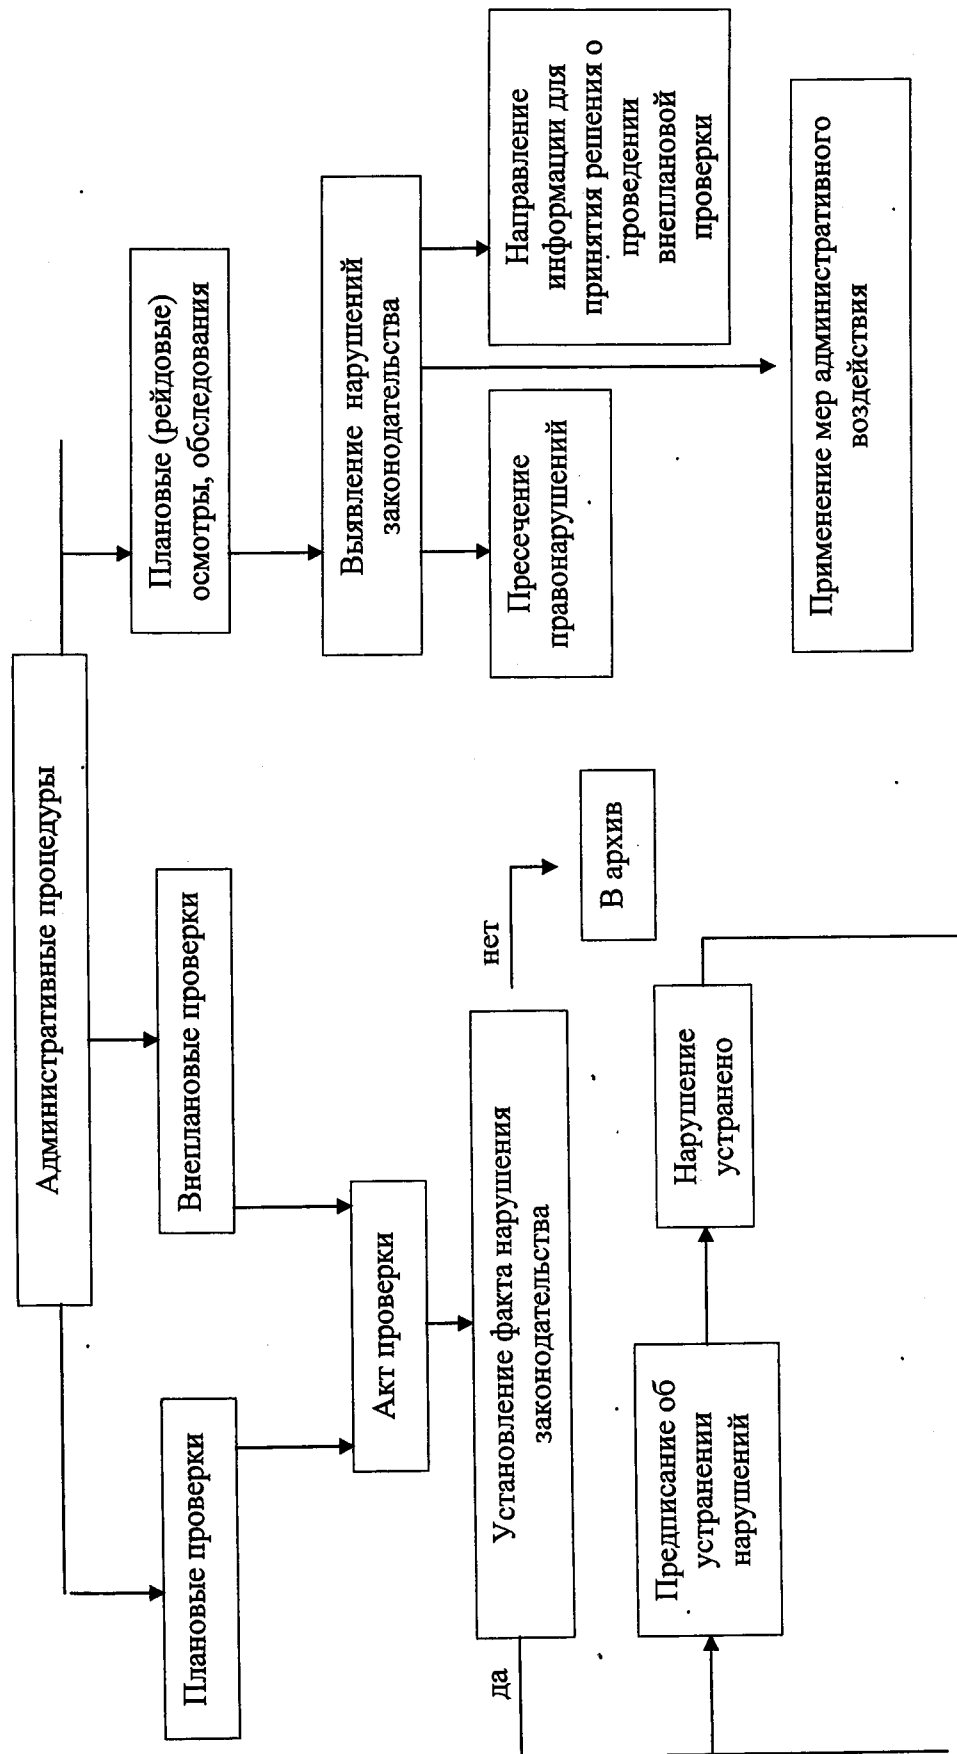 Административные процедуры
Плановые проверки
Внеплановые проверки
Плановые (рейдовые)
осмотры, обследования
Акт проверки
Выявление нарушений
законодательства
Установление факта нарушения
законодательства
да
нет
В архив
Пресечение
правонарушений
Направление
информации для
принятия решения о
проведении
внеплановой
проверки
Предписание об
устранении
нарушений
Нарушение
устранено
Применение мер административного
воздействия